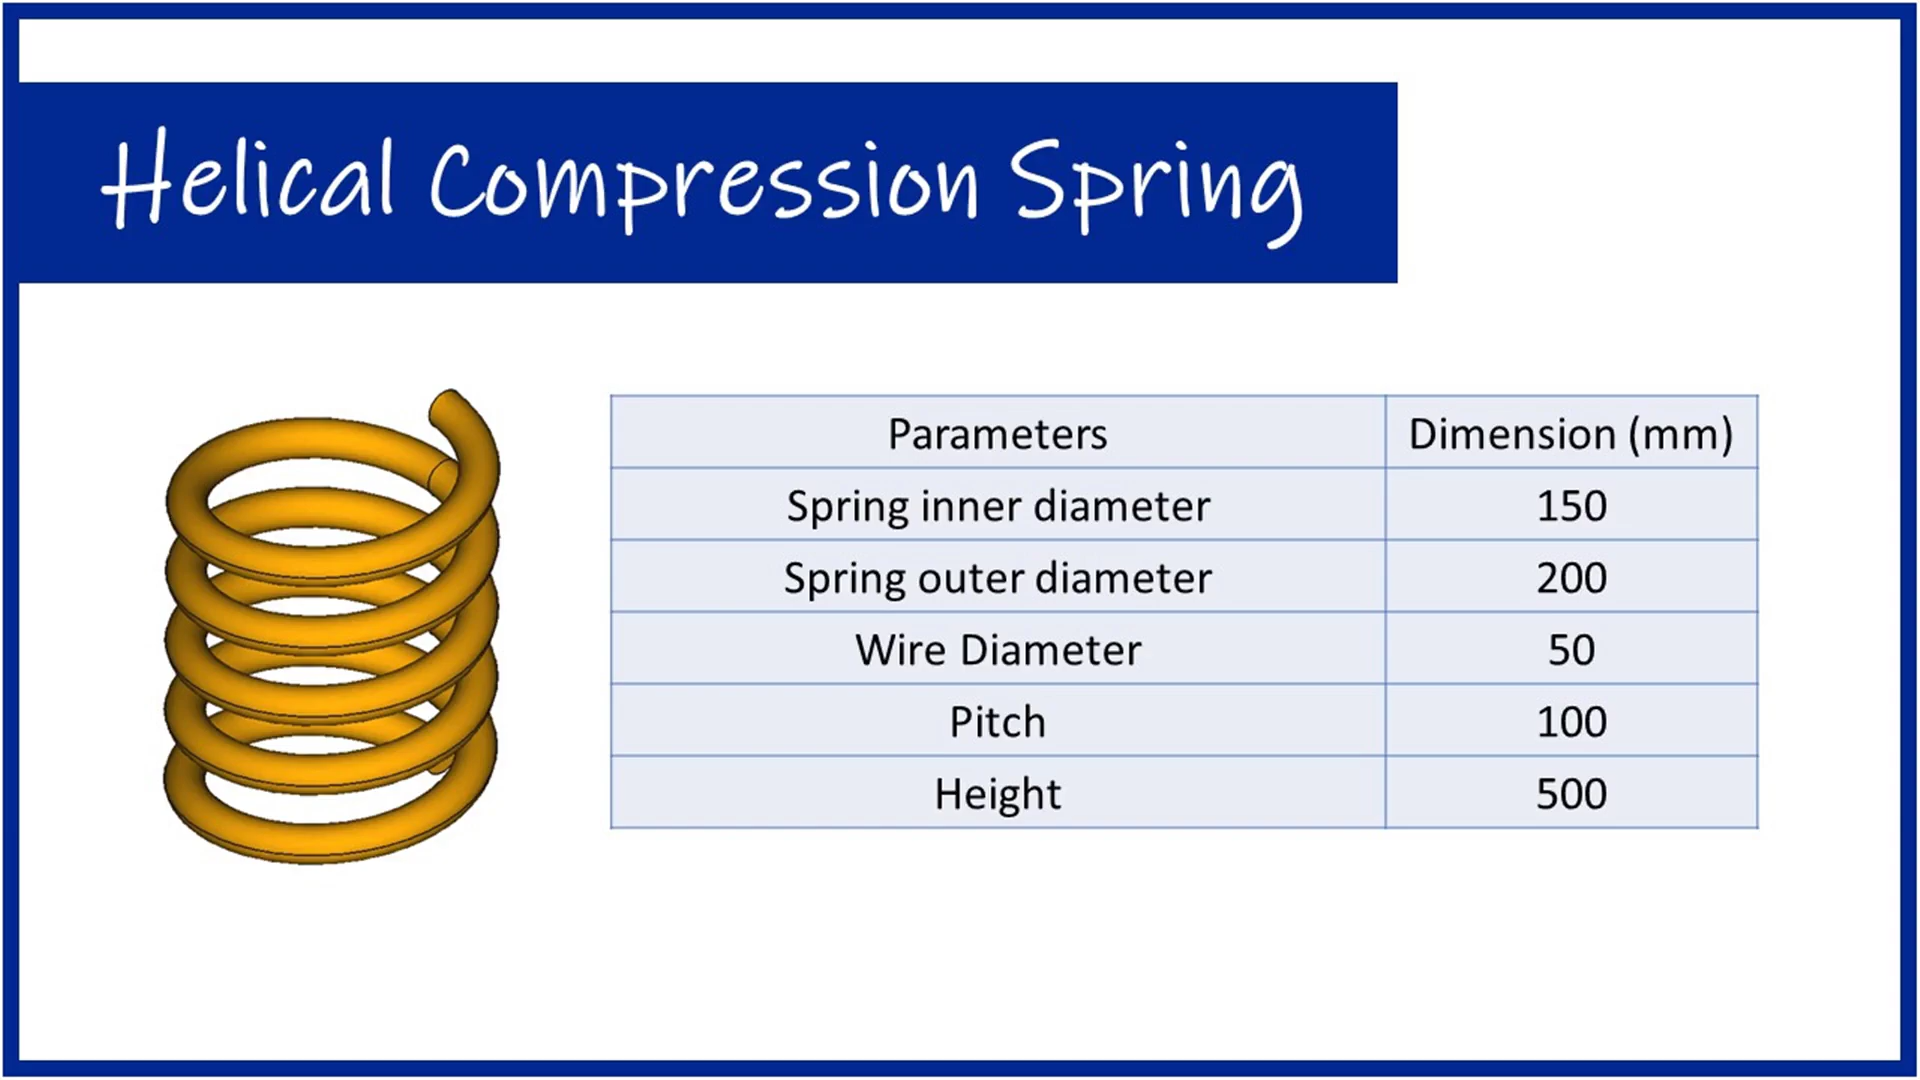 Helical Compression Spring
Parameters Dimension (mm)
Spring inner diameter 150
Spring outer diameter 200
Wire Diameter 50
Pitch 100
Height 500